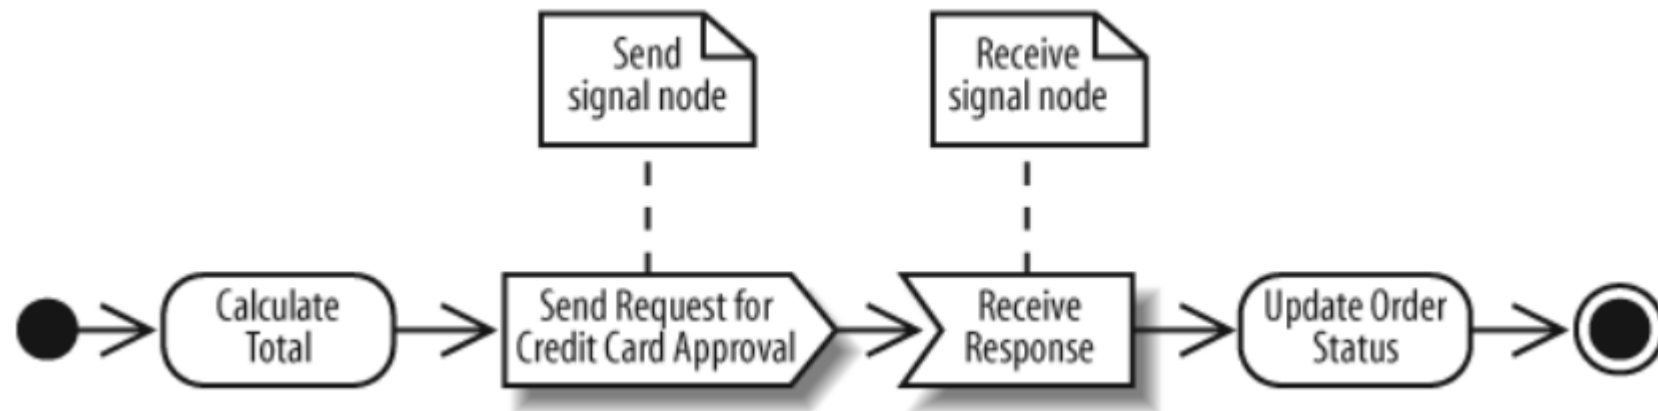 Send
signal node
Receive
signal node
Calculate
Total
Send Request for
Credit Card Approval
Receive
Response
Update Order
Status